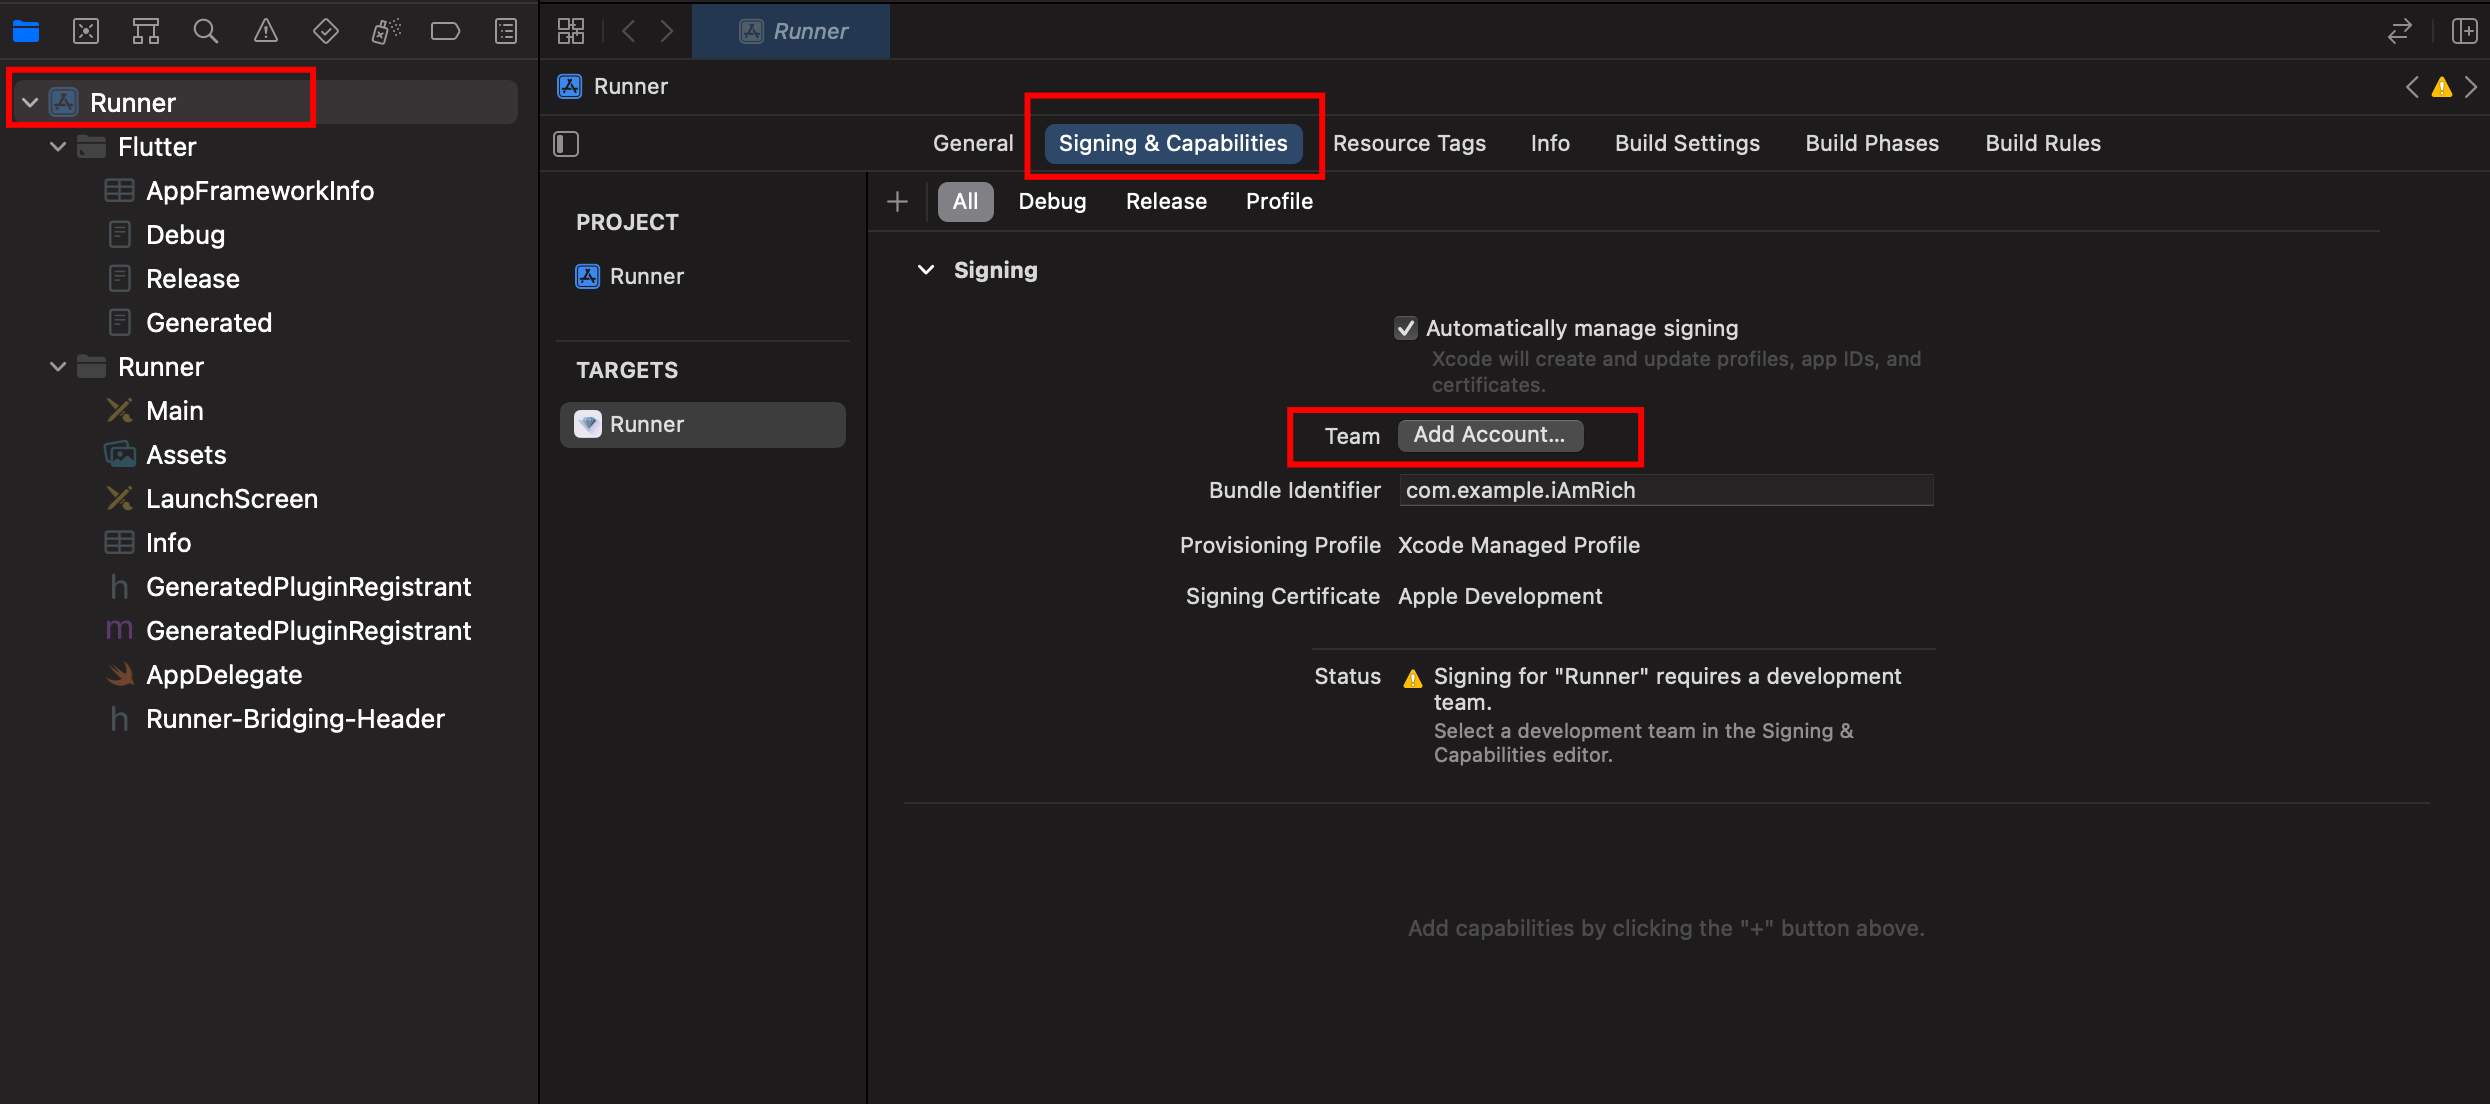 Runner
Flutter
AppFrameworkInfo
Debug
Release
Generated
Runner
Main
Assets
LaunchScreen
Info
h GeneratedPluginRegistrant
m GeneratedPluginRegistrant
AppDelegate
h Runner-Bridging-Header
Runner
Runner
General Signing & Capabilities Resource Tags Info Build Settings Build Phases Build Rules
PROJECT
Runner
TARGETS
Runner
+ All Debug Release Profile
Signing
Automatically manage signing
Xcode will create and update profiles, app IDs, and
certificates.
Team Add Account...
Bundle Identifier com.example.iAmRich
Provisioning Profile Xcode Managed Profile
Signing Certificate Apple Development
Status Signing for "Runner" requires a development
team.
Select a development team in the Signing &
Capabilities editor.
Add capabilities by clicking the "+" button above.